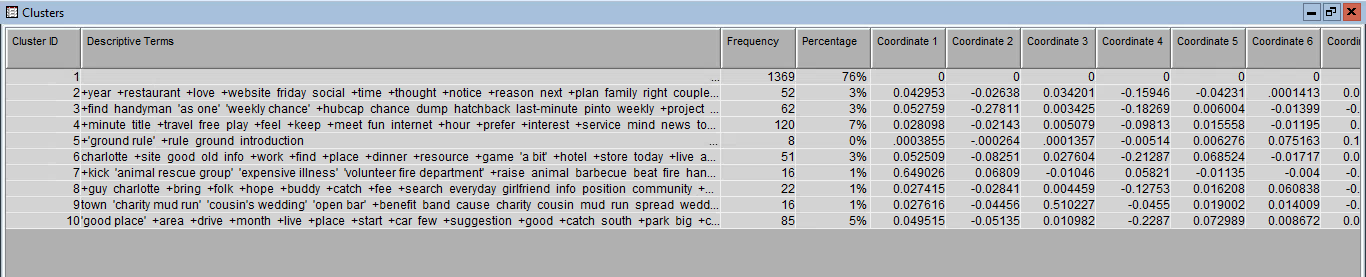 Clusters
Cluster ID Descriptive Terms Frequency Percentage Coordinate 1 Coordinate 2 Coordinate 3 Coordinate 4 Coordinate 5 Coordinate 6 Coordin
1 ... 1369 76% 0 0 0 0 0 0
2 +year +restaurant +love +website friday social +time +thought +notice +reason next +plan family right couple... 52 3% 0.042953 -0.02638 0.034201 -0.15946 -0.04231 .0001413 0.0
3 +find handyman 'as one' 'weekly chance' +hubcap chance dump hatchback last-minute pinto weekly +project ... 62 3% 0.052759 -0.27811 0.003425 -0.18269 0.006004 -0.01399 -0.
4 +minute title +travel free play +feel +keep +meet fun internet +hour +prefer +interest +service mind news to... 120 7% 0.028098 -0.02143 0.005079 -0.09813 0.015558 -0.01195 0.
5 +'ground rule' +rule ground introduction 8 0% .0003855 -.000264 .0001357 -0.00514 0.006276 0.075163 0.1
6 charlotte +site good old info +work +find +place +dinner +resource +game 'a bit' +hotel +store today +live a... 51 3% 0.052509 -0.08251 0.027604 -0.21287 0.068524 -0.01717 0.0
7 +kick 'animal rescue group' 'expensive illness' 'volunteer fire department' +raise animal barbecue beat fire han... 16 1% 0.649026 0.06809 -0.01046 0.05821 -0.01135 -0.004 -0.
8 +guy charlotte +bring +folk +hope +buddy +catch +fee +search everyday girlfriend info position community +... 22 1% 0.027415 -0.02841 0.004459 -0.12753 0.016208 0.060838 -0.
9 town 'charity mud run' 'cousin's wedding' 'open bar' +benefit band cause charity cousin mud run spread wedd... 16 1% 0.027616 -0.04456 0.510227 -0.0455 0.019002 0.014009 -0.
10 'good place' +area +drive +month +live +place +start +car few +suggestion +good +catch south +park big +c... 85 5% 0.049515 -0.05135 0.010982 -0.2287 0.072989 0.008672 0.0